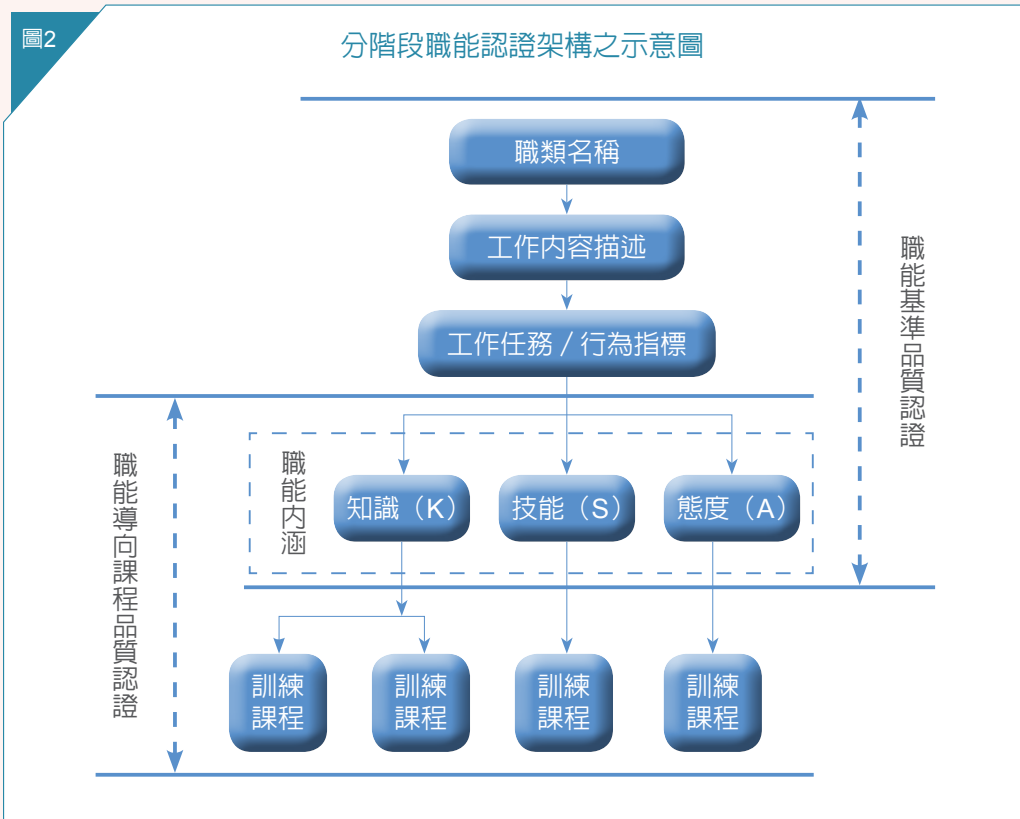 圖2
分階段職能認證架構之示意圖
職類名稱
工作內容描述
工作任務 / 行為指標
職能基準品質認證
職能導向課程品質認證
職能內涵
知識（K）
技能（S）
態度（A）
訓練
課程
訓練
課程
訓練
課程
訓練
課程